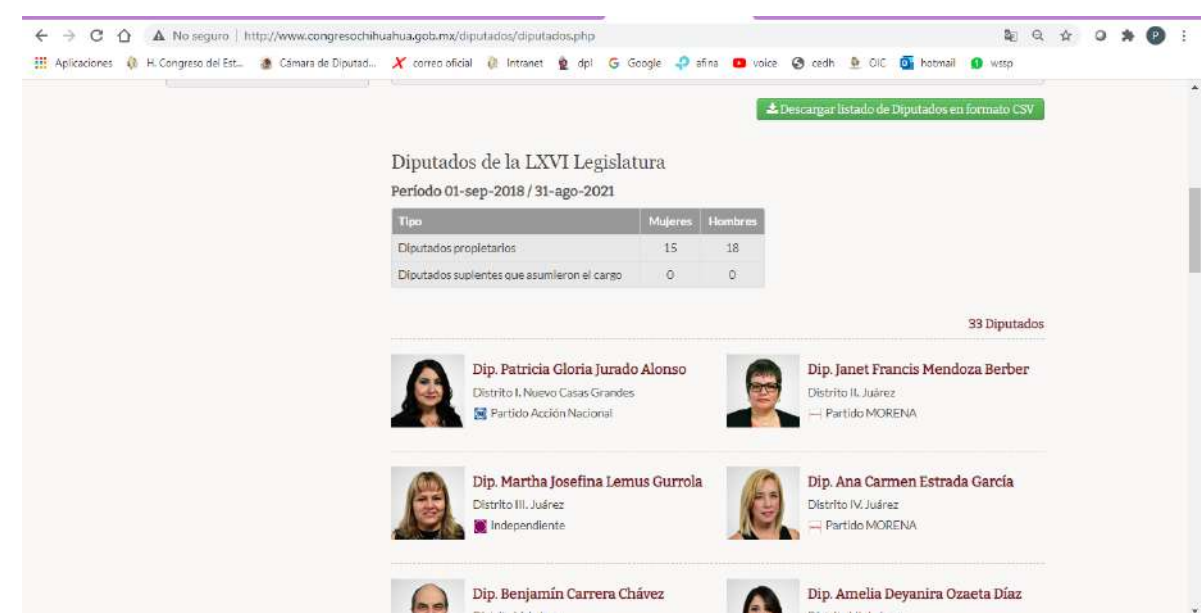 No seguro | http://www.congresochihuahua.gob.mx/diputados/diputados.php
P
Aplicaciones H. Congreso del Est... Cámara de Diputad... correo oficial Intranet dpl Google afina voice cedh OIC hotmail wssp
Descargar listado de Diputados en formato CSV
Diputados de la LXVI Legislatura
Período 01-sep-2018 / 31-ago-2021
Tipo Mujeres Hombres
Diputados propietarios 15 18
Diputados suplentes que asumieron el cargo 0 0
33 Diputados
Dip. Patricia Gloria Jurado Alonso
Distrito I. Nuevo Casas Grandes
Partido Acción Nacional
Dip. Janet Francis Mendoza Berber
Distrito II. Juárez
Partido MORENA
Dip. Martha Josefina Lemus Gurrola
Distrito III. Juárez
Independiente
Dip. Ana Carmen Estrada García
Distrito IV. Juárez
Partido MORENA
Dip. Benjamín Carrera Chávez
Dip. Amelia Deyanira Ozaeta Díaz